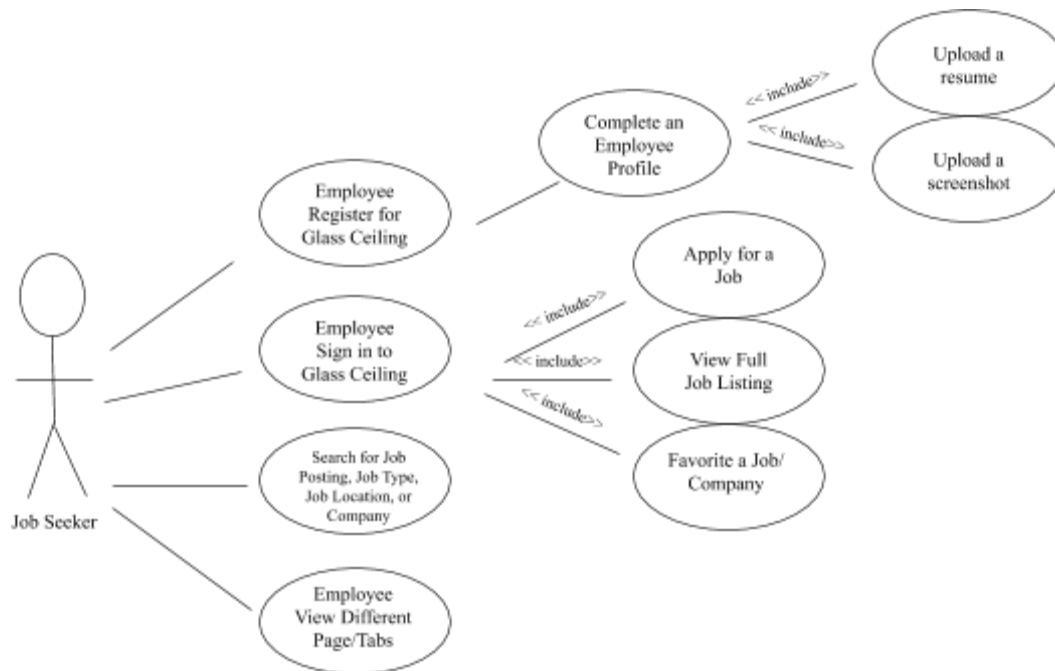 Upload a
resume
<< include>>
Complete an
Employee
Profile
<< include>>
Upload a
screenshot
Employee
Register for
Glass Ceiling
Apply for a
Job
<< include>>
Employee
Sign in to
Glass Ceiling
<< include>>
View Full
Job Listing
<< include>>
Search for Job
Posting, Job Type,
Job Location, or
Company
Favorite a Job/
Company
Job Seeker
Employee
View Different
Page/Tabs